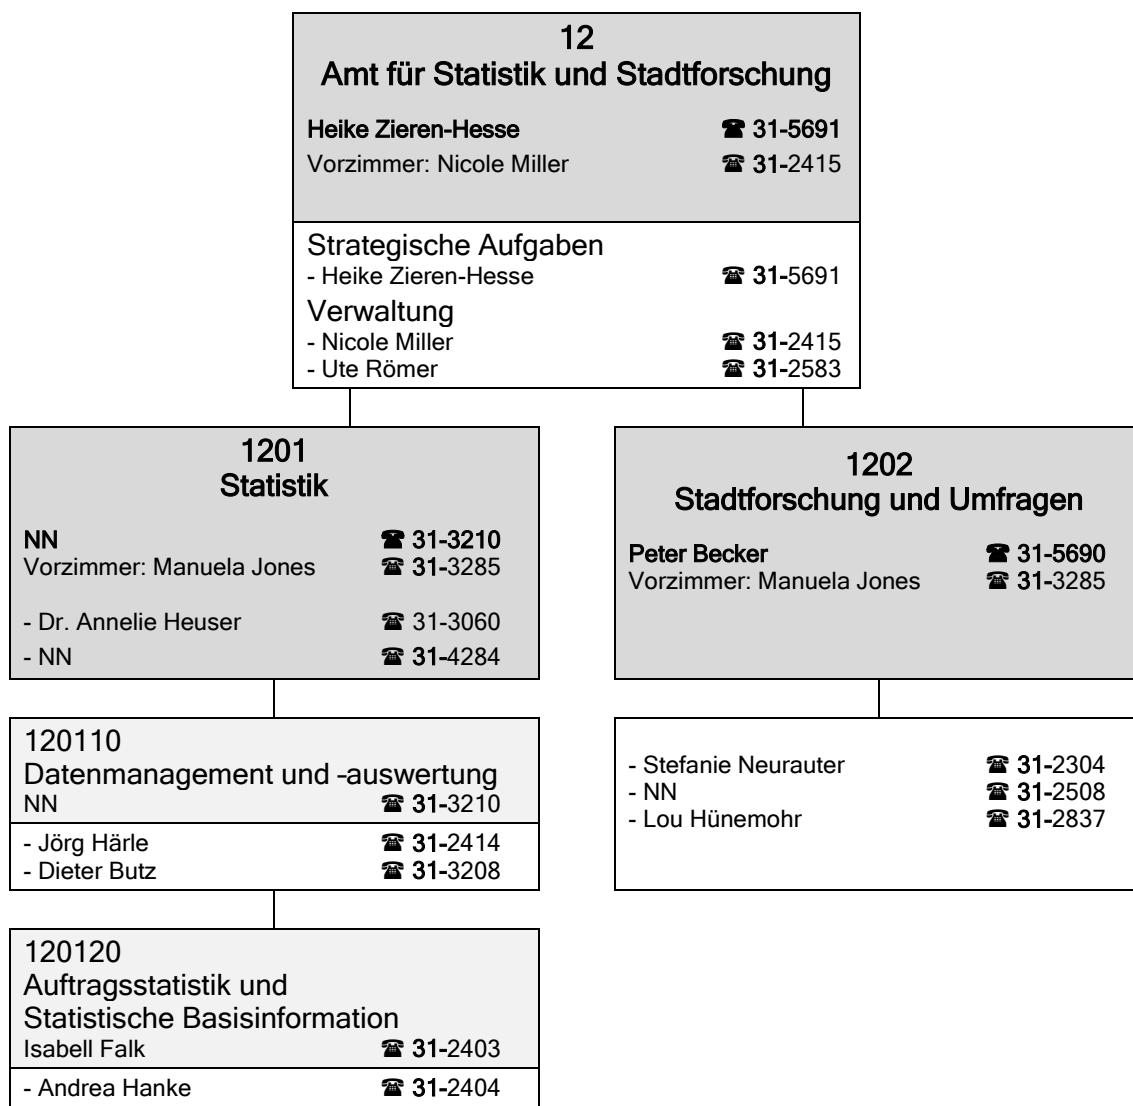 12
Amt für Statistik und Stadtforschung
Heike Zieren-Hesse ☎ 31-5691
Vorzimmer: Nicole Miller ☎ 31-2415
Strategische Aufgaben
- Heike Zieren-Hesse ☎ 31-5691
Verwaltung
- Nicole Miller ☎ 31-2415
- Ute Römer ☎ 31-2583
1201
Statistik
NN ☎ 31-3210
Vorzimmer: Manuela Jones ☎ 31-3285
- Dr. Annelie Heuser ☎ 31-3060
- NN ☎ 31-4284
1202
Stadtforschung und Umfragen
Peter Becker ☎ 31-5690
Vorzimmer: Manuela Jones ☎ 31-3285
120110
Datenmanagement und –auswertung
NN ☎ 31-3210
- Jörg Härle ☎ 31-2414
- Dieter Butz ☎ 31-3208
- Stefanie Neurauter ☎ 31-2304
- NN ☎ 31-2508
- Lou Hünemohr ☎ 31-2837
120120
Auftragsstatistik und
Statistische Basisinformation
Isabell Falk ☎ 31-2403
- Andrea Hanke ☎ 31-2404